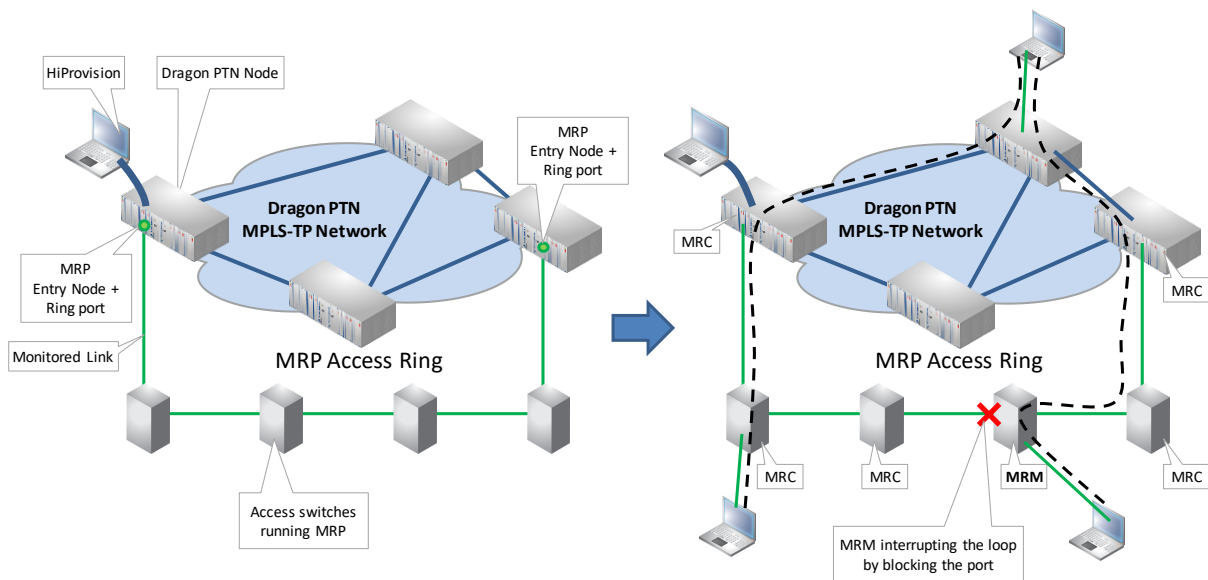 HiProvision
Dragon PTN Node
MRP
Entry Node +
Ring port
Dragon PTN
MPLS-TP Network
MRP
Entry Node +
Ring port
Monitored Link
MRP Access Ring
Access switches
running MRP
MRC
Dragon PTN
MPLS-TP Network
MRC
MRP Access Ring
MRC
MRC
MRM
MRC
MRM interrupting the loop
by blocking the port